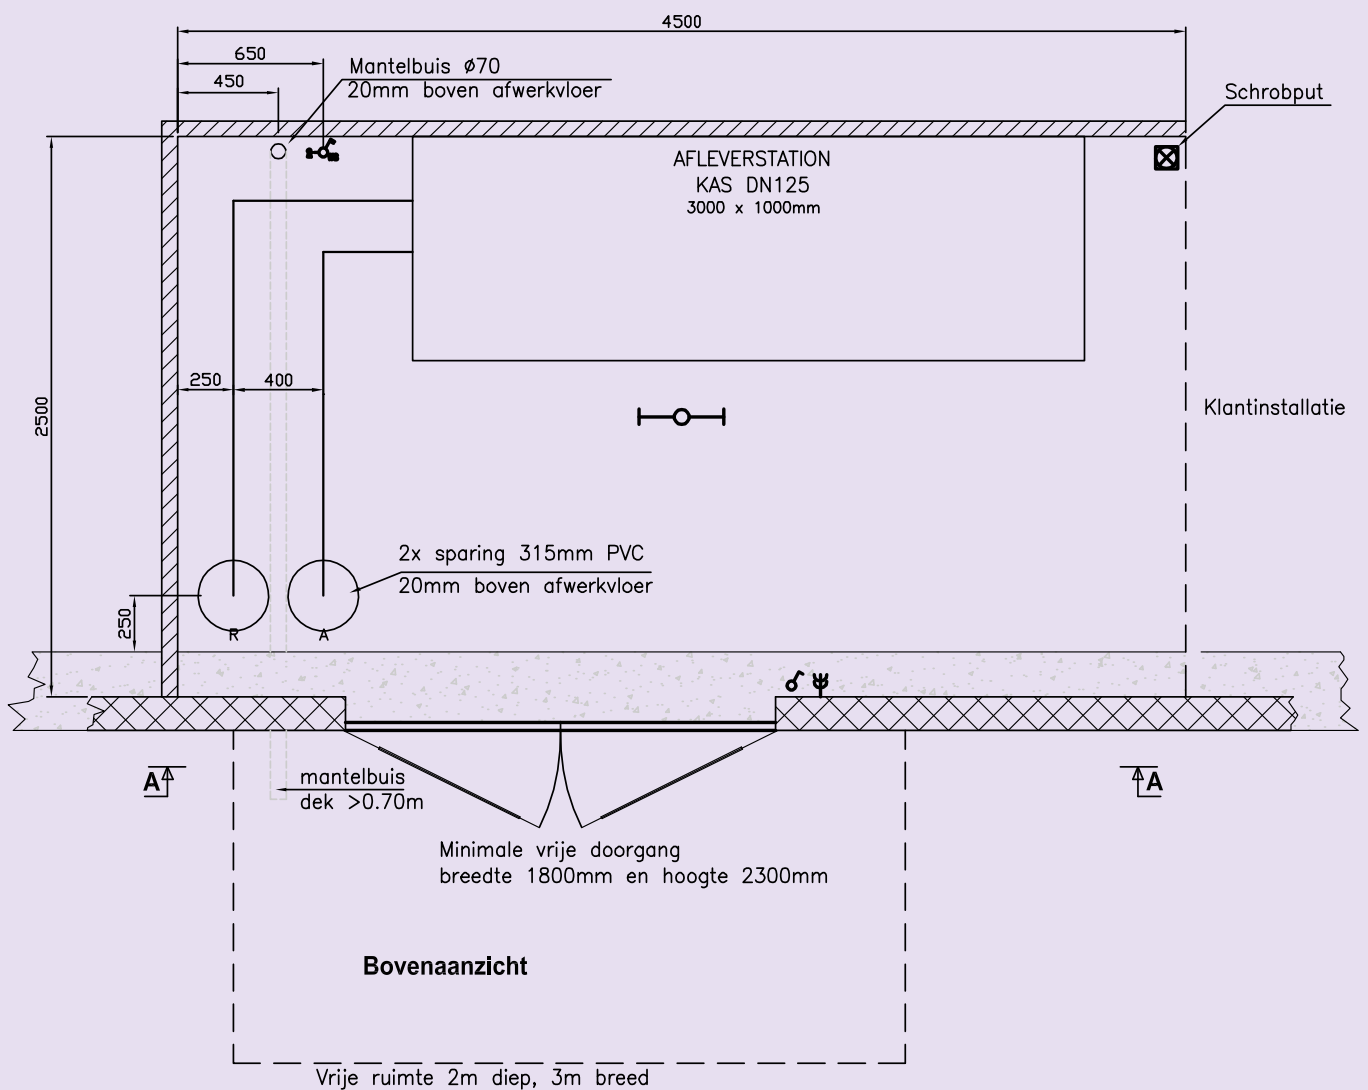 4500
650
450
Mantelbuis ø70
20mm boven afwerkvloer
Schrobput
AFLEVERSTATION
KAS DN125
3000 x 1000mm
250
400
2500
Klantinstallatie
2x sparing 315mm PVC
20mm boven afwerkvloer
250
R
A
A
A
mantelbuis
dek >0.70m
Minimale vrije doorgang
breedte 1800mm en hoogte 2300mm
Bovenaanzicht
Vrije ruimte 2m diep, 3m breed